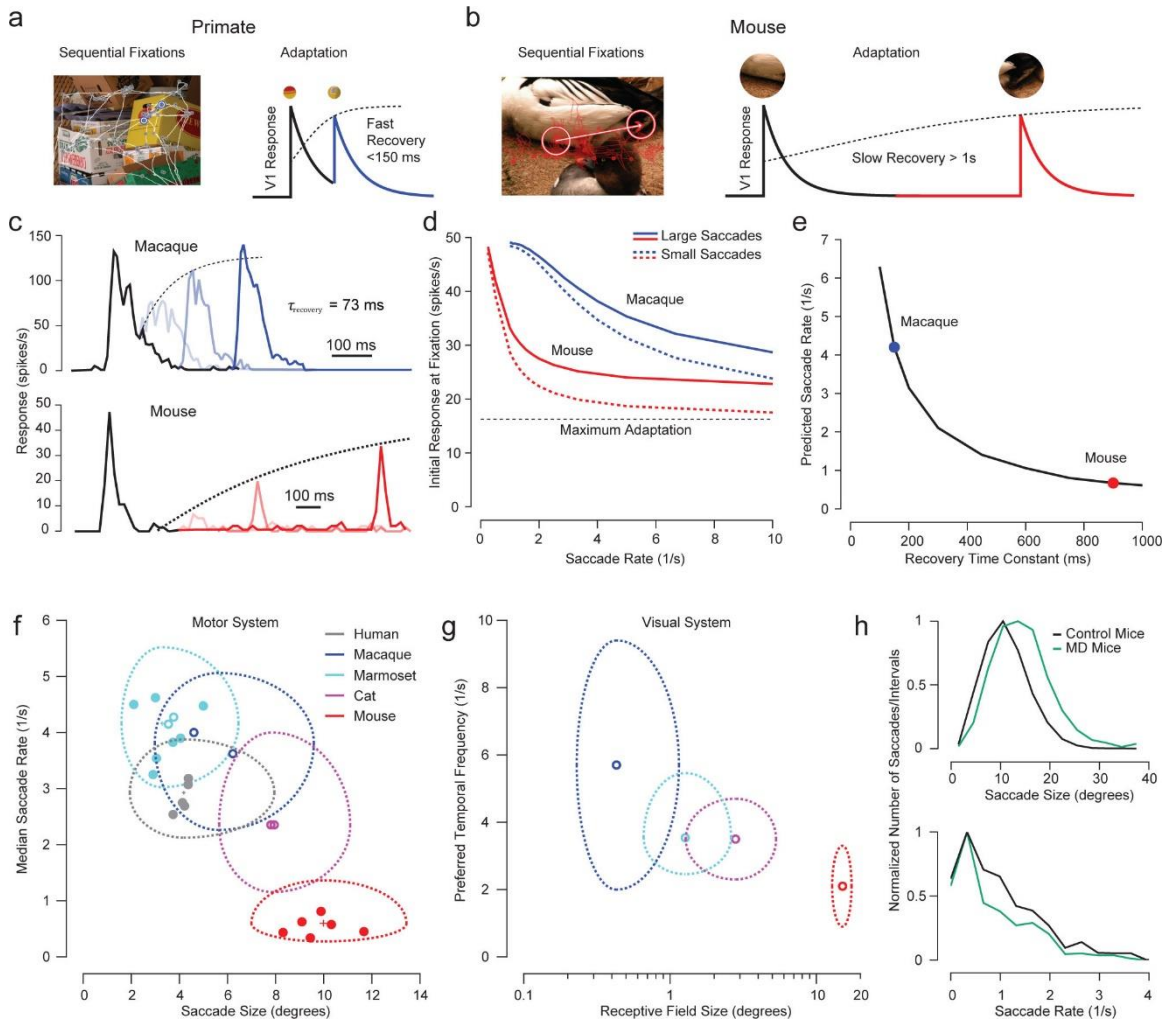 a
Primate
Sequential Fixations
Adaptation
V1 Response
Fast
Recovery
<150 ms
b
Mouse
Sequential Fixations
Adaptation
V1 Response
Slow Recovery > 1s
c
150
100
50
0
Macaque
τrecovery = 73 ms
100 ms
Response (spikes/s)
50
40
30
20
10
0
Mouse
100 ms
d
Initial Response at Fixation (spikes/s)
50
40
30
20
10
0
Large Saccades
Small Saccades
Macaque
Mouse
Maximum Adaptation
0 2 4 6 8 10
Saccade Rate (1/s)
e
Predicted Saccade Rate (1/s)
7
6
5
4
3
2
1
0
Macaque
Mouse
0 200 400 600 800 1000
Recovery Time Constant (ms)
f
Motor System
Median Saccade Rate (1/s)
6
5
4
3
2
1
0
Human
Macaque
Marmoset
Cat
Mouse
0 2 4 6 8 10 12 14
Saccade Size (degrees)
g
Visual System
Preferred Temporal Frequency (1/s)
10
8
6
4
2
0
0.1 1 10 20
Receptive Field Size (degrees)
h
Normalized Number of Saccades/Intervals
1
0.5
0
Control Mice
MD Mice
0 10 20 30 40
Saccade Size (degrees)
1
0.5
0
0 1 2 3 4
Saccade Rate (1/s)